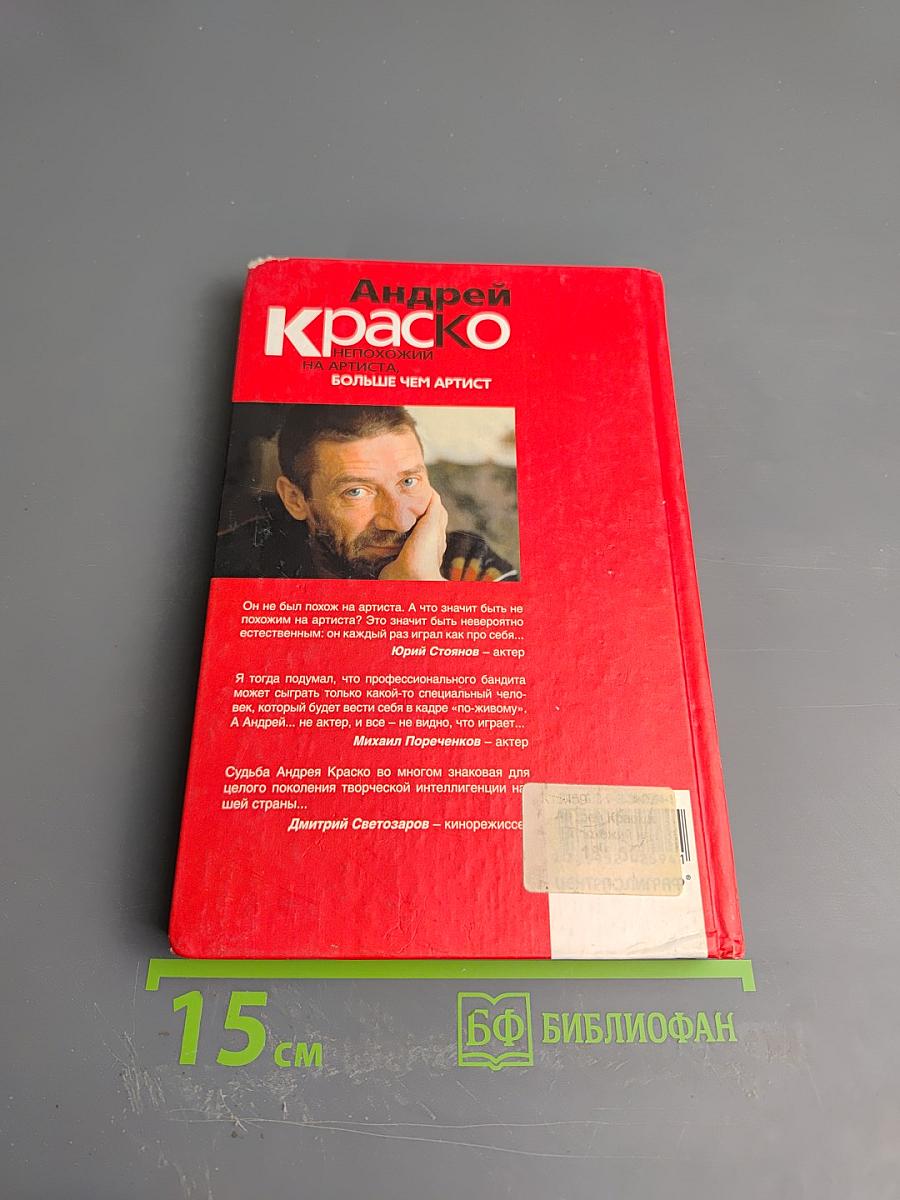 Андрей
Краско
НЕПОХОЖИЙ
НА АРТИСТА,
БОЛЬШЕ ЧЕМ АРТИСТ
Он не был похож на артиста. А что значит быть не
похожим на артиста? Это значит быть невероятно
естественным: он каждый раз играл как про себя...
Юрий Стоянов – актер
Я тогда подумал, что профессионального бандита
может сыграть только какой-то специальный чело-
век, который будет вести себя в кадре «по-живому».
А Андрей... не актер, и все – не видно, что играет...
Михаил Пореченков – актер
Судьба Андрея Краско во многом знаковая для
целого поколения творческой интеллигенции на
шей страны...
Дмитрий Светозаров – кинорежиссе
15 см
БФ БИБЛИОФАН